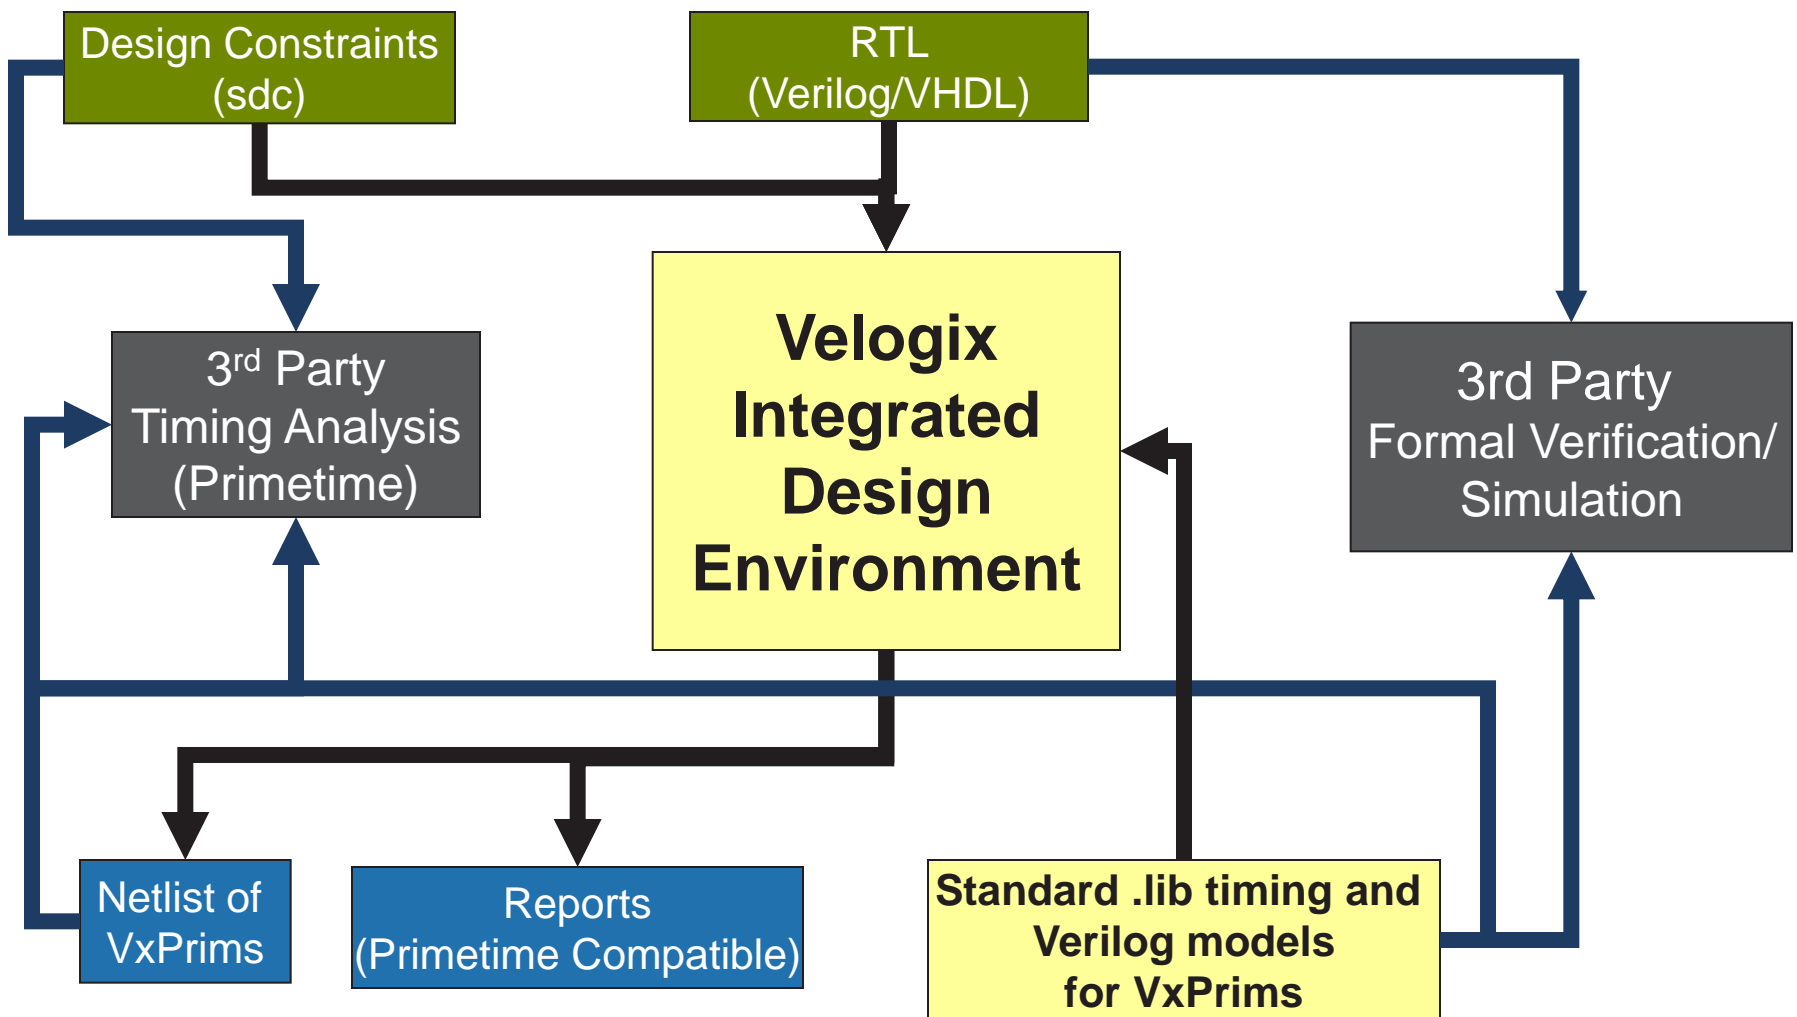 Design Constraints
(sdc)
RTL
(Verilog/VHDL)
3rd Party
Timing Analysis
(Primetime)
Velogix
Integrated
Design
Environment
3rd Party
Formal Verification/
Simulation
Netlist of
VxPrims
Reports
(Primetime Compatible)
Standard .lib timing and
Verilog models
for VxPrims